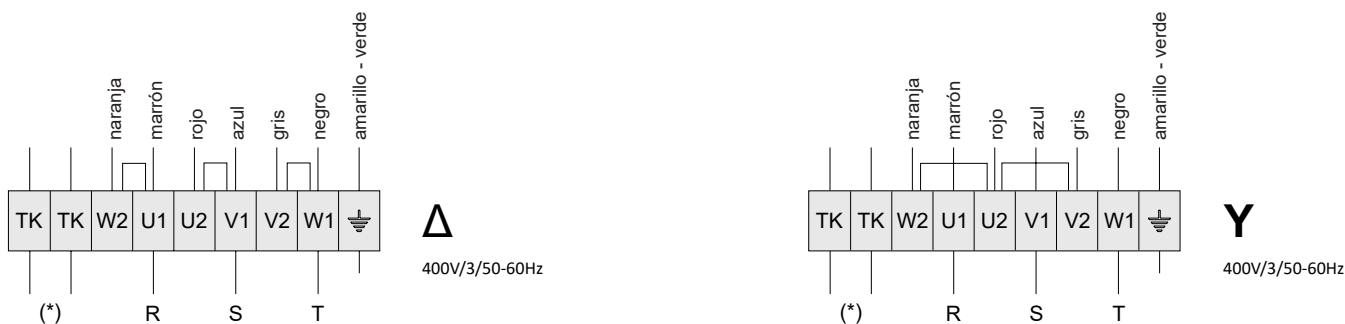 naranja marrón rojo azul gris negro amarillo - verde
TK TK W2 U1 U2 V1 V2 W1
Δ
400V/3/50-60Hz
(*) R S T
naranja marrón rojo azul gris negro amarillo - verde
TK TK W2 U1 U2 V1 V2 W1
Y
400V/3/50-60Hz
(*) R S T